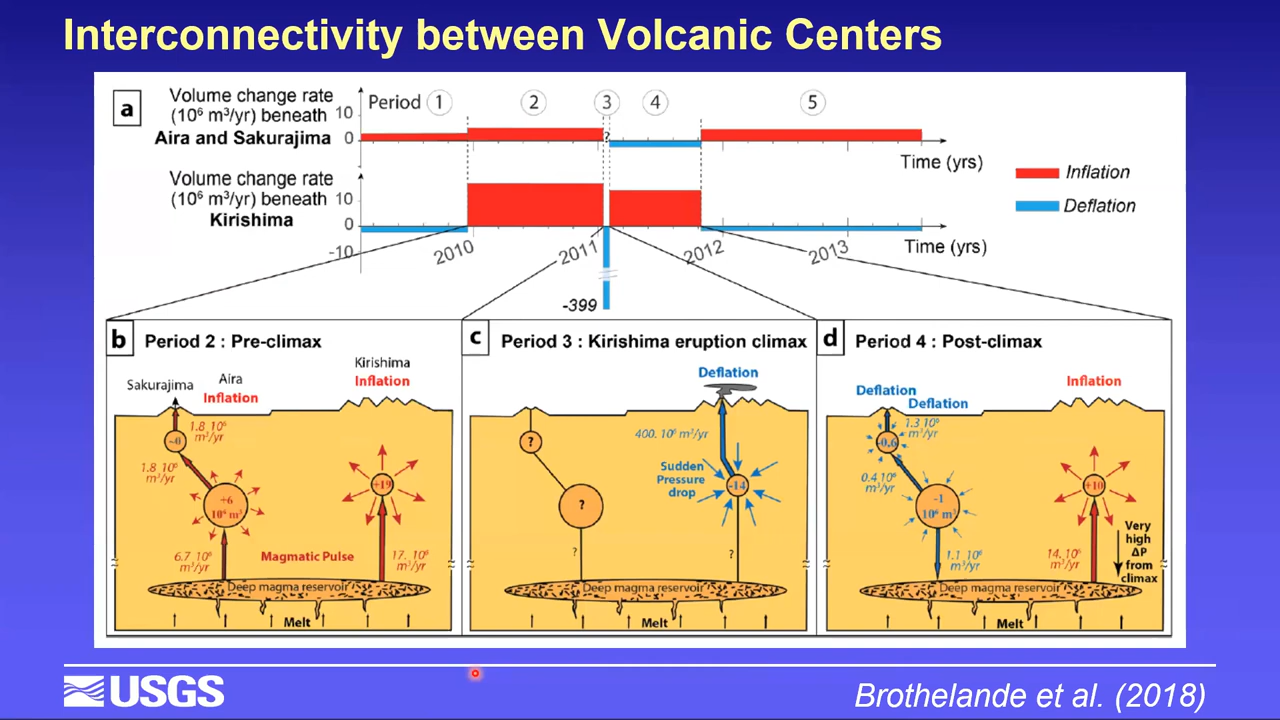 Interconnectivity between Volcanic Centers
a
Volume change rate
(10⁶ m³/yr) beneath
Aira and Sakurajima
10
0
Period 1 2 3 4 5
?
Time (yrs)
Volume change rate
(10⁶ m³/yr) beneath
Kirishima
10
0
-10
2010
2011
2012
2013
Time (yrs)
-399
Inflation
Deflation
b Period 2 : Pre-climax
Sakurajima
Aira
Inflation
Kirishima
Inflation
1.8 10⁶
m³/yr
~0
1.8 10⁶
m³/yr
+6
10⁶ m³
+19
6.7 10⁶
m³/yr
Magmatic Pulse
17. 10⁶
m³/yr
Deep magma reservoir
Melt
c Period 3 : Kirishima eruption climax
Deflation
400. 10⁶ m³/yr
?
Sudden
Pressure
drop
-14
?
?
?
Deep magma reservoir
Melt
d Period 4 : Post-climax
Deflation
Deflation
Inflation
1.3 10⁶
m³/yr
-0.6
0.4 10⁶
m³/yr
-1
10⁶ m³
+10
1.1 10⁶
m³/yr
14. 10⁶
m³/yr
Very
high
ΔP
from
climax
Deep magma reservoir
Melt
USGS
Brothelande et al. (2018)